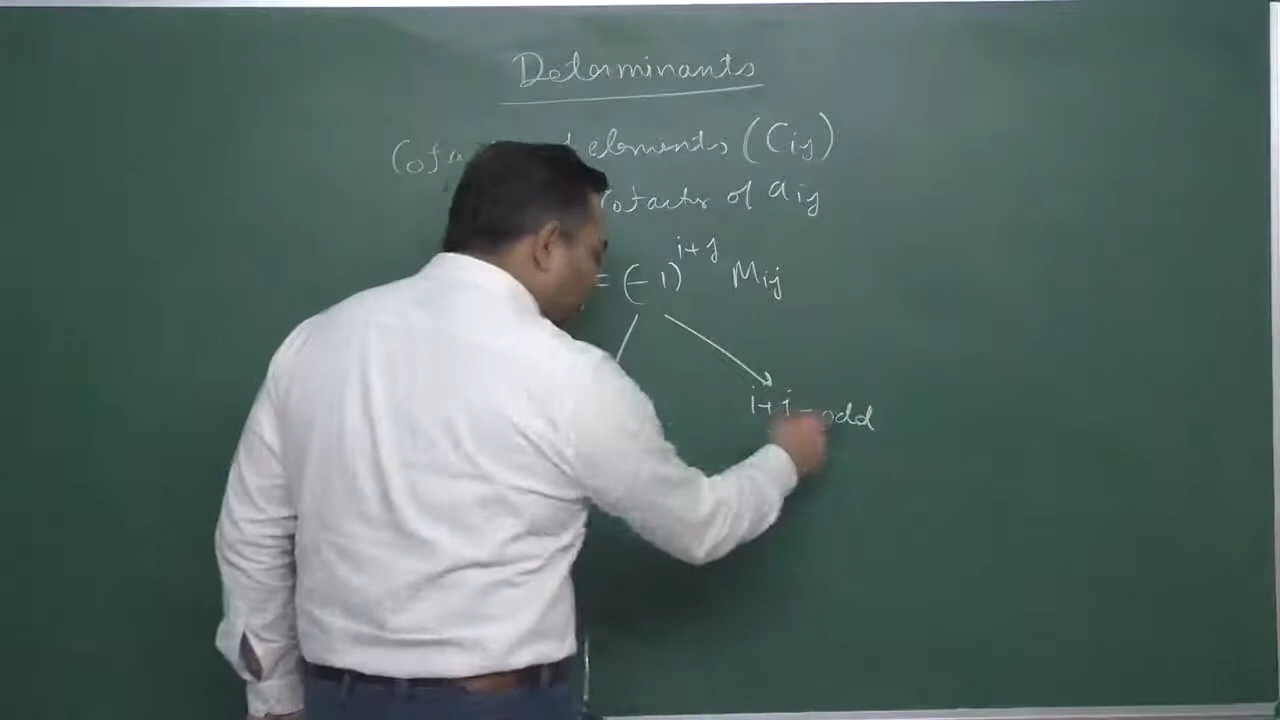 Determinants
elements (Cij)
Cofactor of aij
= (-1)^{i+j} Mij
i+j - odd